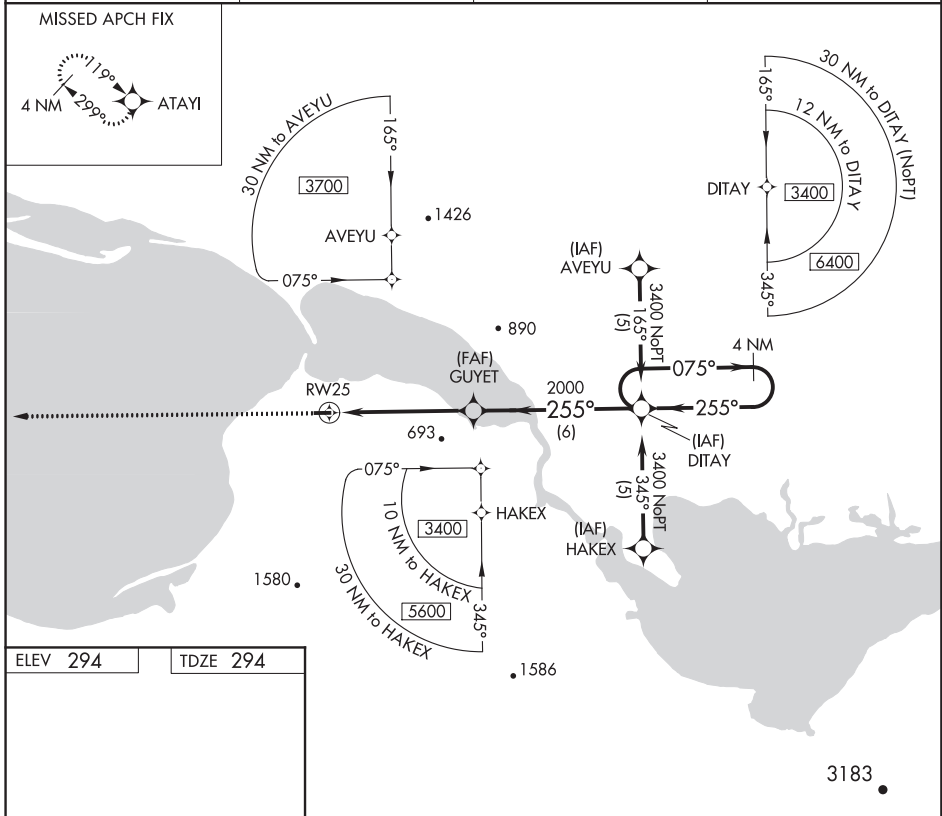 MISSED APCH FIX
119°
4 NM
299°
ATAYI
30 NM to AVEYU
165°
3700
AVEYU
1426
075°
30 NM to DITAY (NoPT)
165°
12 NM to DITAY
DITAY
3400
6400
345°
(IAF)
AVEYU
3400 NoPT
165°
(5)
890
4 NM
(FAF)
GUYET
075°
RW25
2000
255°
(6)
255°
(IAF)
DITAY
693
3400 NoPT
345°
(5)
(IAF)
HAKEX
075°
HAKEX
3400
10 NM to HAKEX
345°
5600
30 NM to HAKEX
1580
1586
ELEV 294
TDZE 294
3183